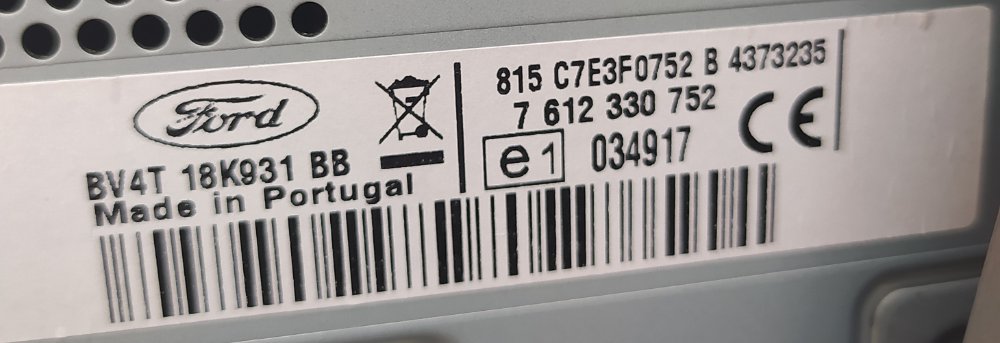 Ford
BV4T 18K931 BB
Made in Portugal
815 C7E3F0752 B 4373235
7 612 330 752
e1 034917
CE